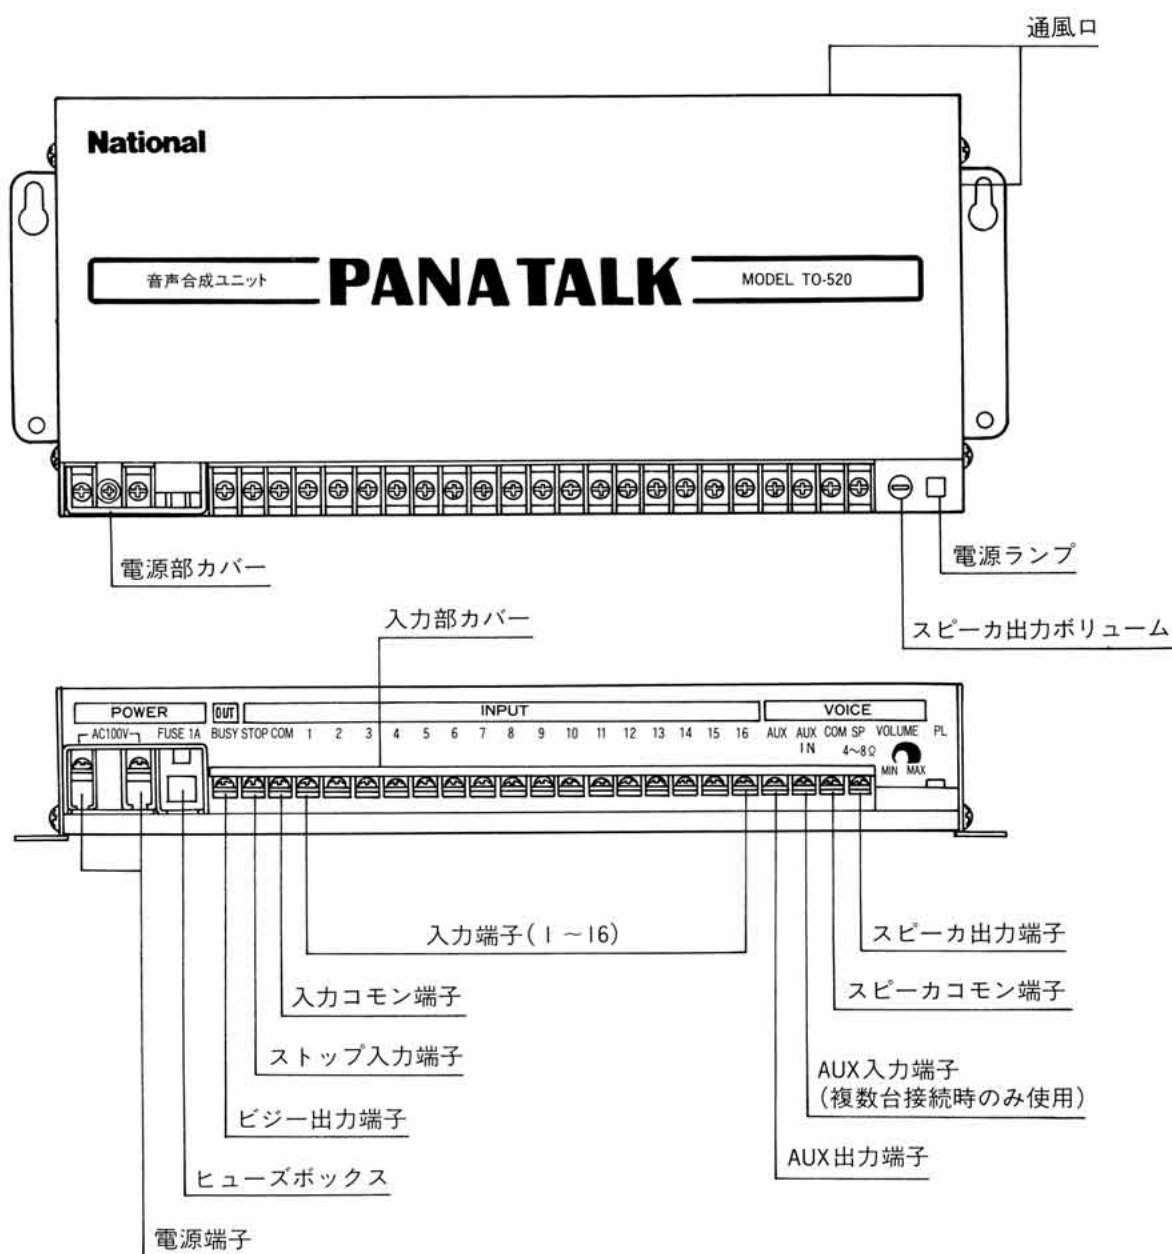 通風口
National
音声合成ユニット PANATALK MODEL TO-520
電源部カバー
電源ランプ
スピーカ出力ボリューム
入力部カバー
POWER OUT INPUT VOICE
AC100V FUSE 1A BUSY STOP COM 1 2 3 4 5 6 7 8 9 10 11 12 13 14 15 16 AUX AUX IN COM SP 4～8Ω VOLUME PL
MIN MAX
入力端子(1～16)
スピーカ出力端子
入力コモン端子
スピーカコモン端子
ストップ入力端子
AUX入力端子
(複数台接続時のみ使用)
ビジー出力端子
AUX出力端子
ヒューズボックス
電源端子